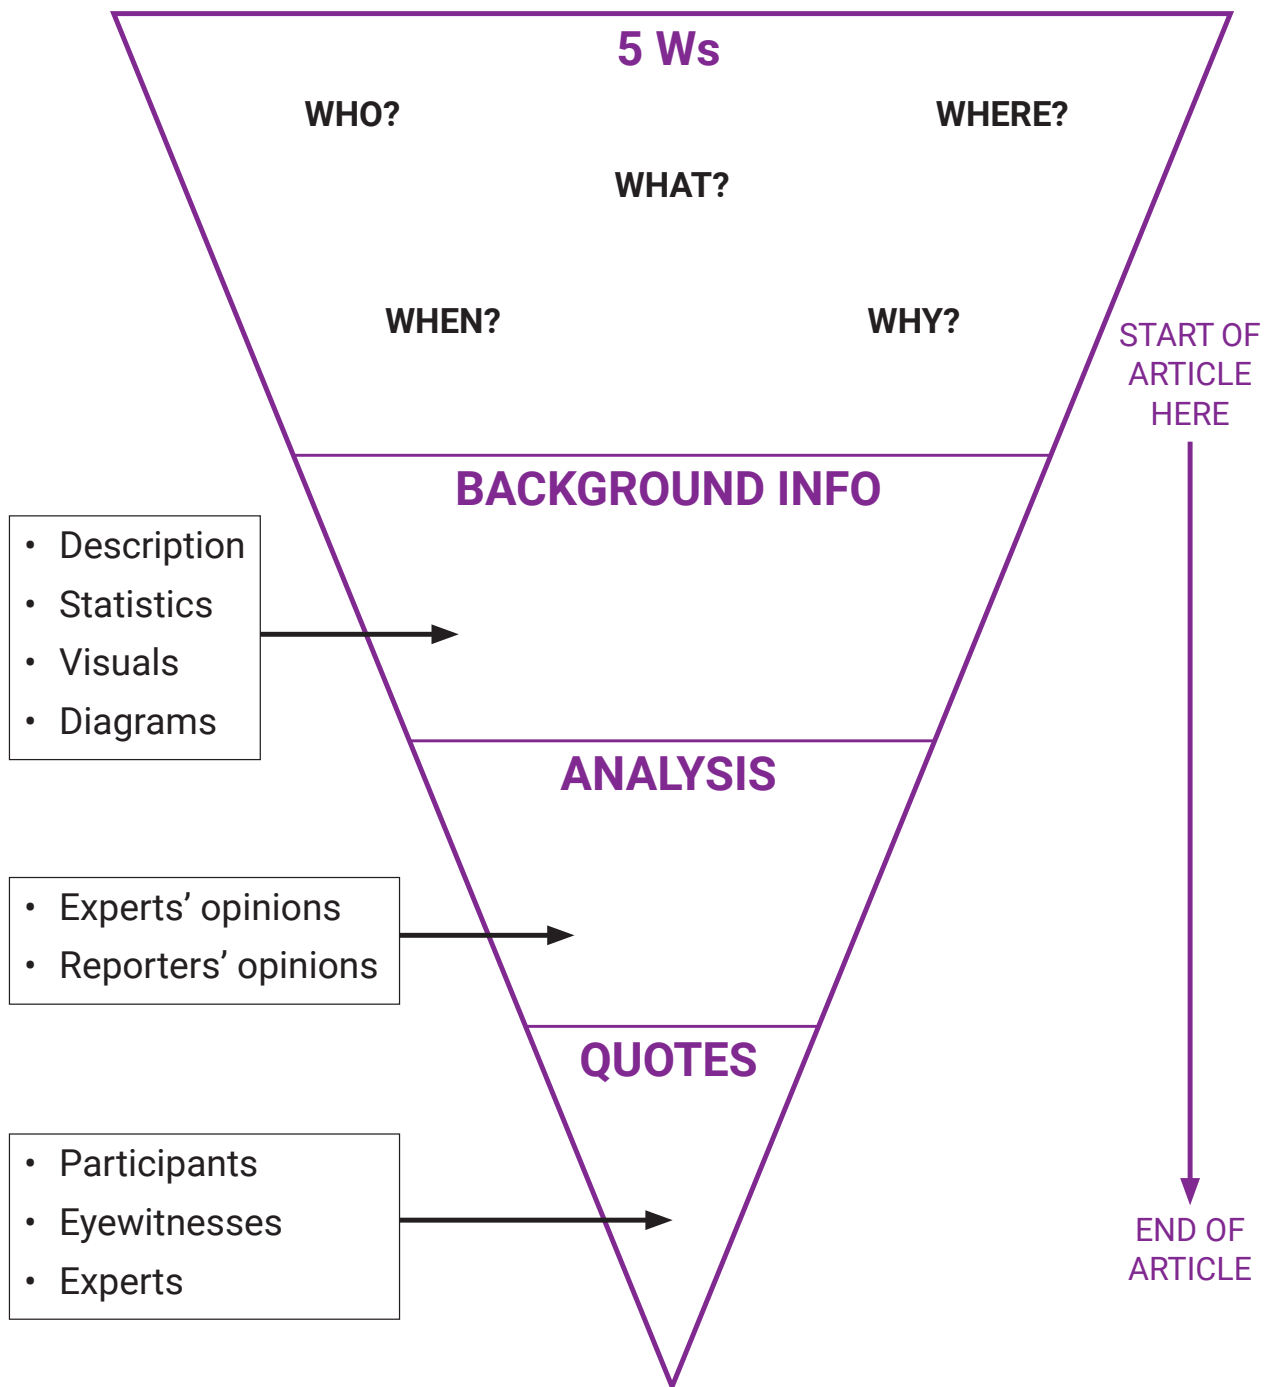 5 Ws
WHO?
WHERE?
WHAT?
WHEN?
WHY?
START OF
ARTICLE
HERE
BACKGROUND INFO
• Description
• Statistics
• Visuals
• Diagrams
ANALYSIS
• Experts’ opinions
• Reporters’ opinions
QUOTES
• Participants
• Eyewitnesses
• Experts
END OF
ARTICLE